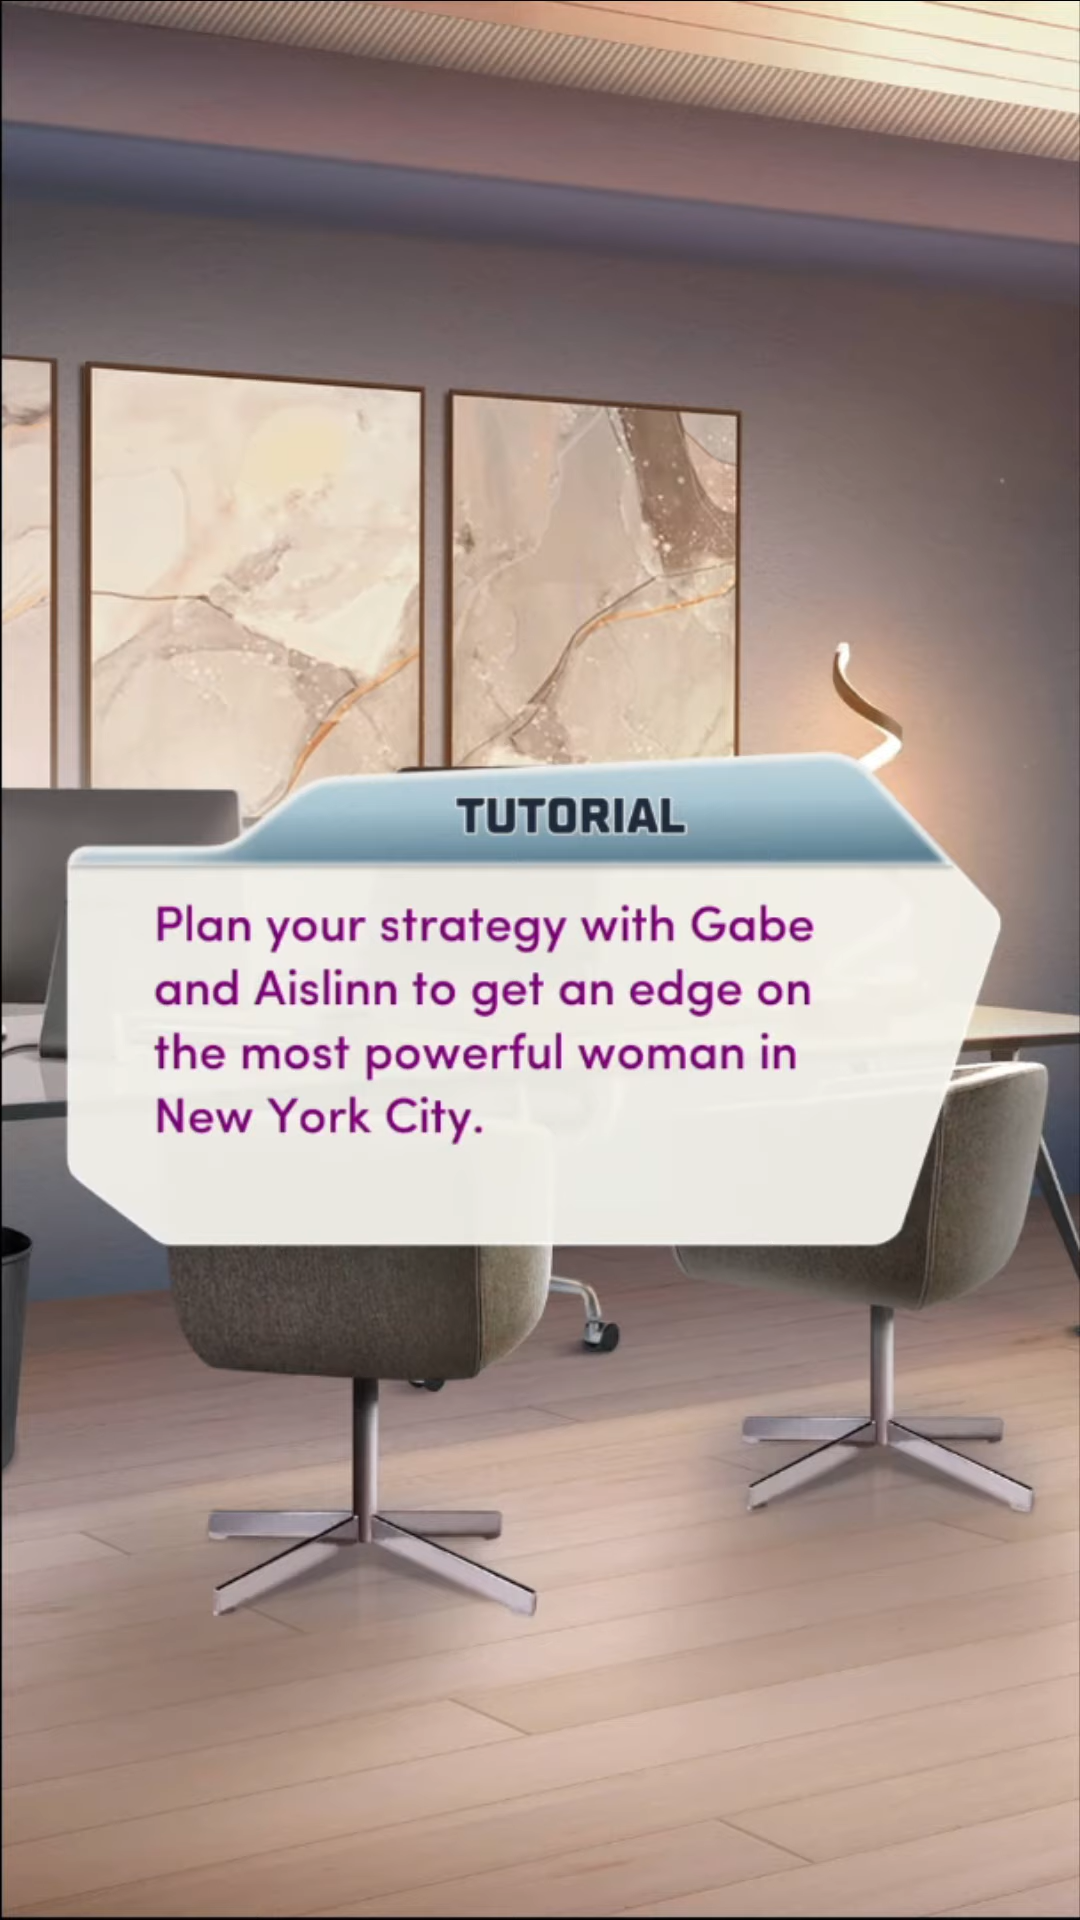 TUTORIAL
Plan your strategy with Gabe
and Aislinn to get an edge on
the most powerful woman in
New York City.